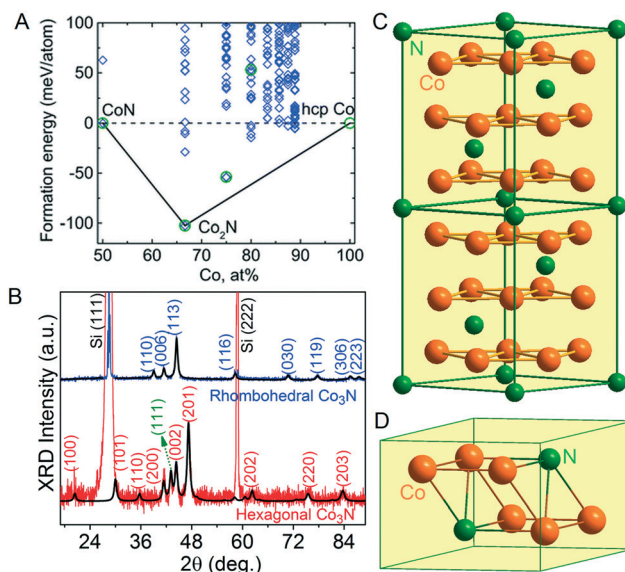 A
Formation energy (meV/atom)
100
50
0
-50
-100
CoN
hcp Co
Co₂N
50
60
70
80
90
100
Co, at%
B
XRD Intensity (a.u.)
Si (111)
(110)
(006)
(113)
(116)
Si (222)
(030)
(119)
(306)
(223)
Rhombohedral Co₃N
(100)
(101)
(110)
(200)
(111)
(002)
(201)
(202)
(220)
(203)
Hexagonal Co₃N
24
36
48
60
72
84
2θ (deg.)
C
N
Co
D
N
Co